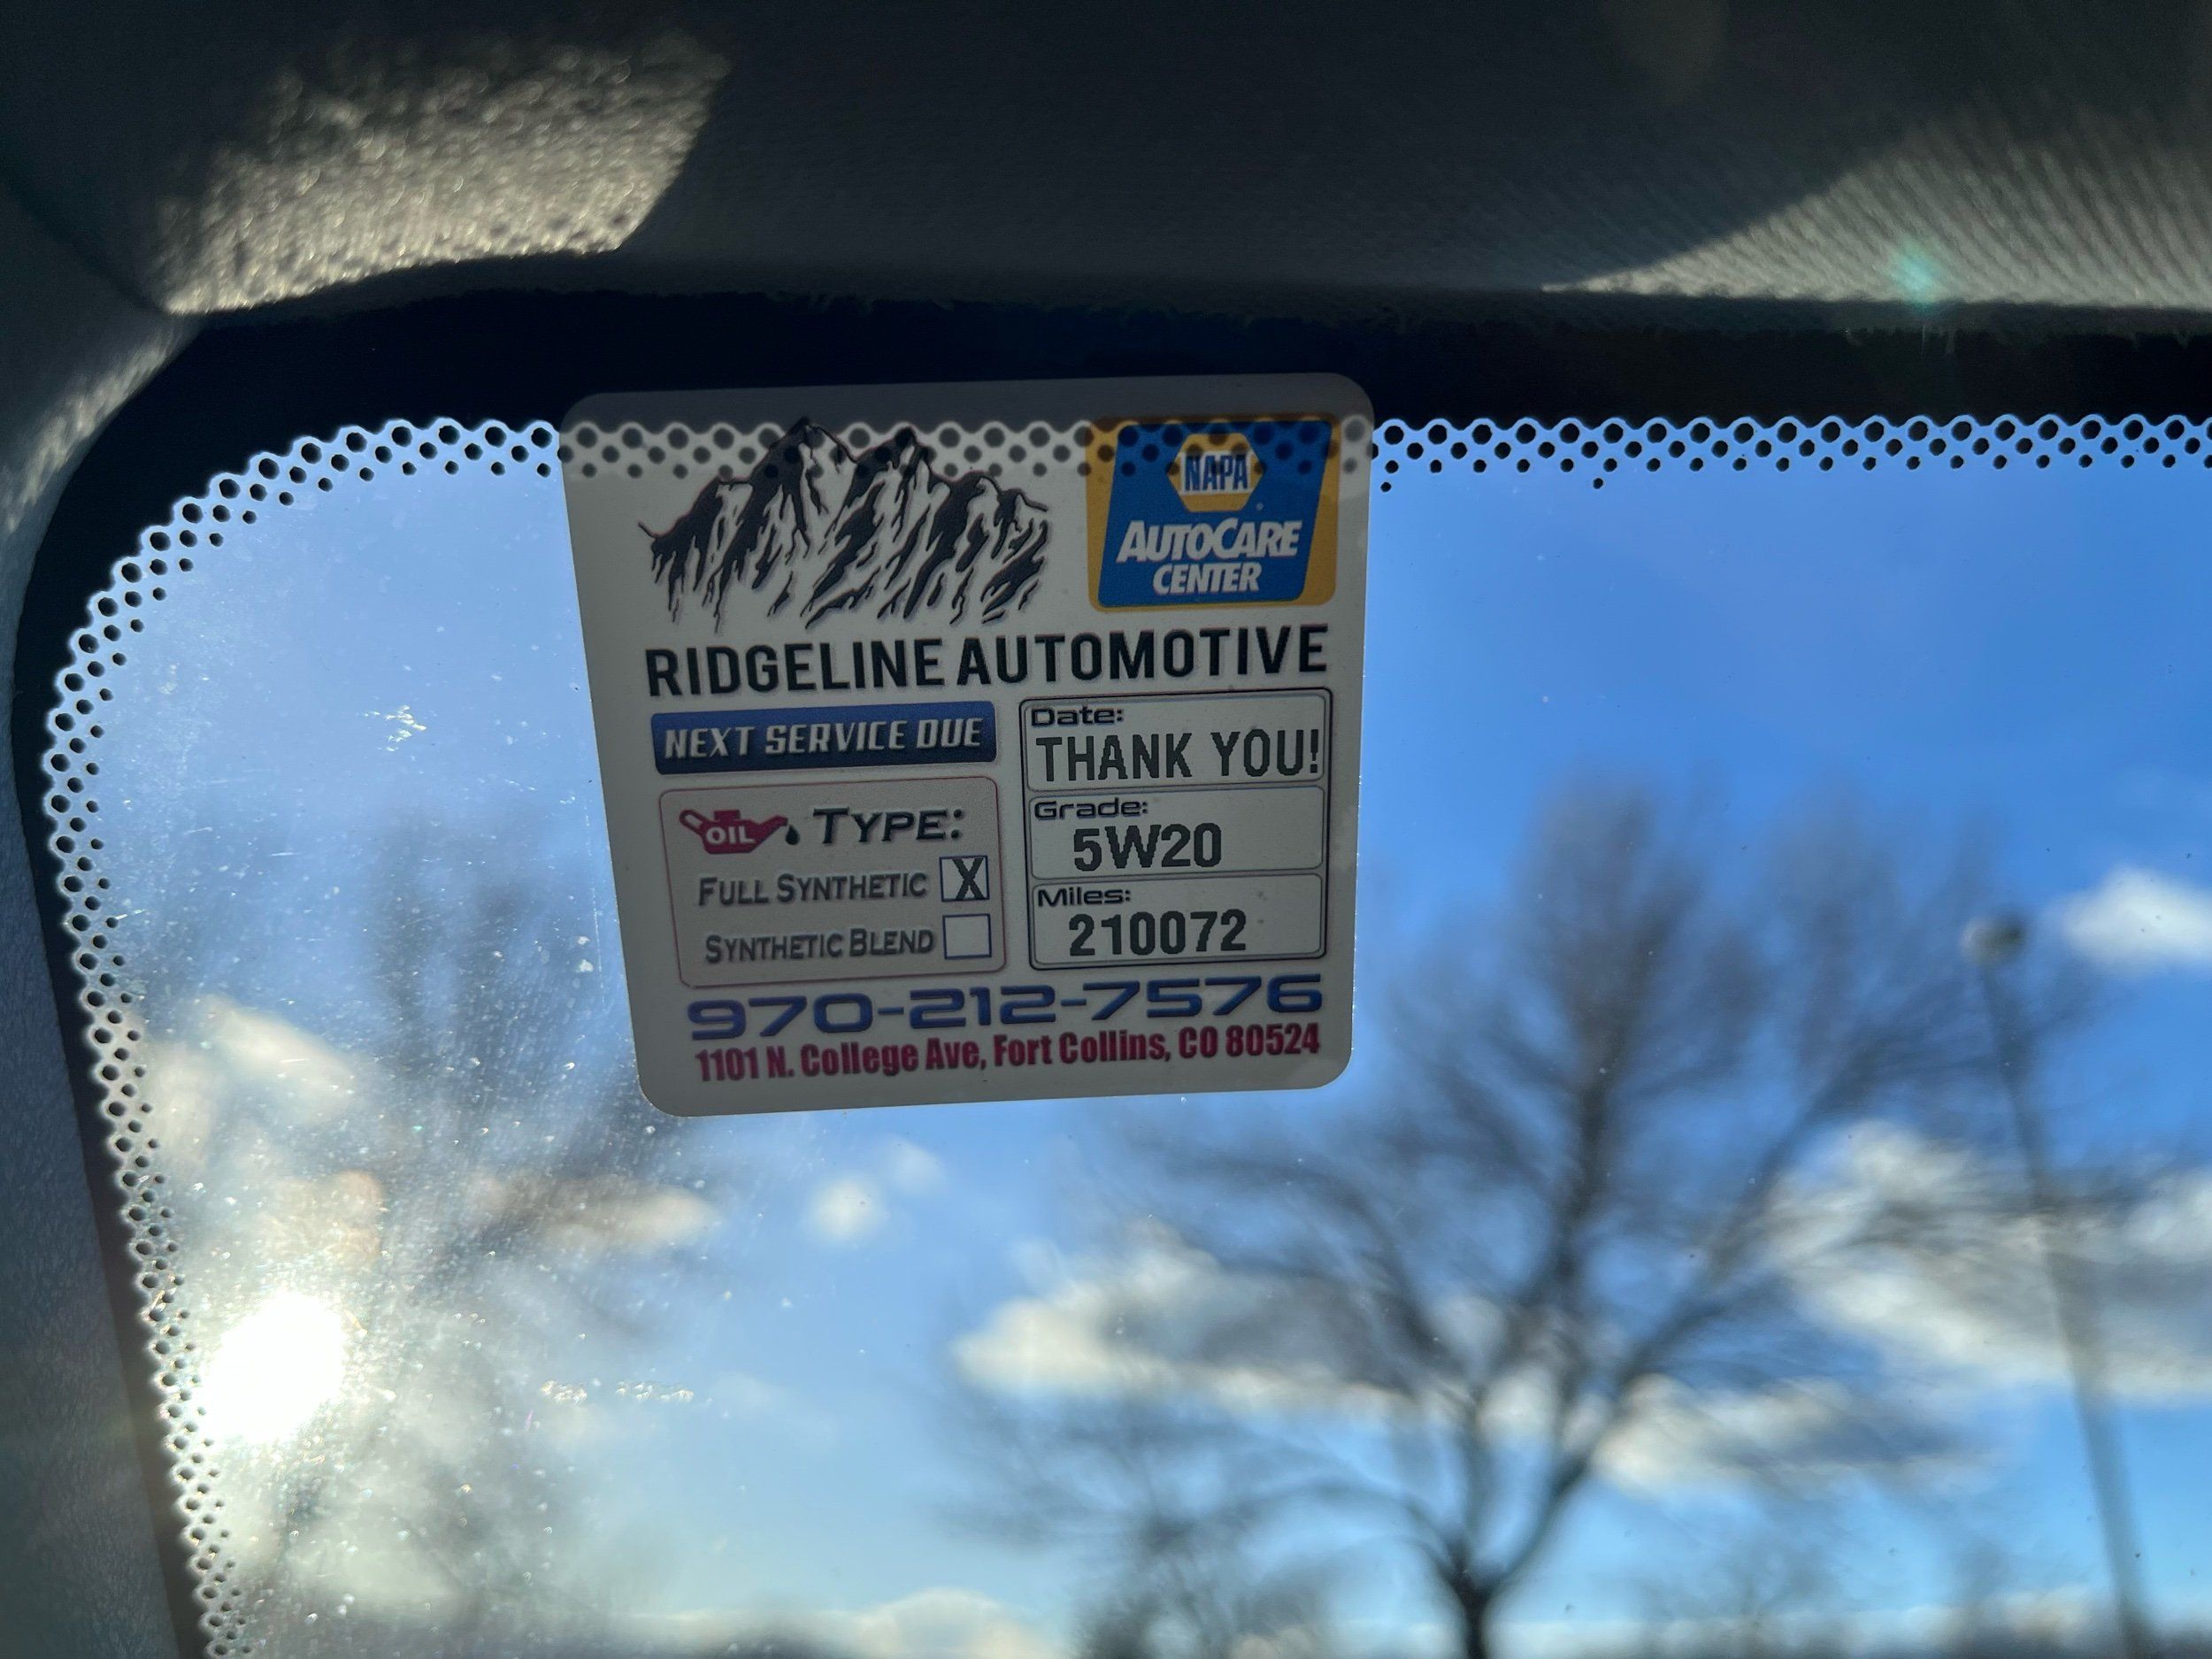 NAPA
AUTOCARE
CENTER
RIDGELINE AUTOMOTIVE
NEXT SERVICE DUE
Date:
THANK YOU!
OIL TYPE:
Grade:
5W20
FULL SYNTHETIC X
Miles:
210072
SYNTHETIC BLEND
970-212-7576
1101 N. College Ave, Fort Collins, CO 80524